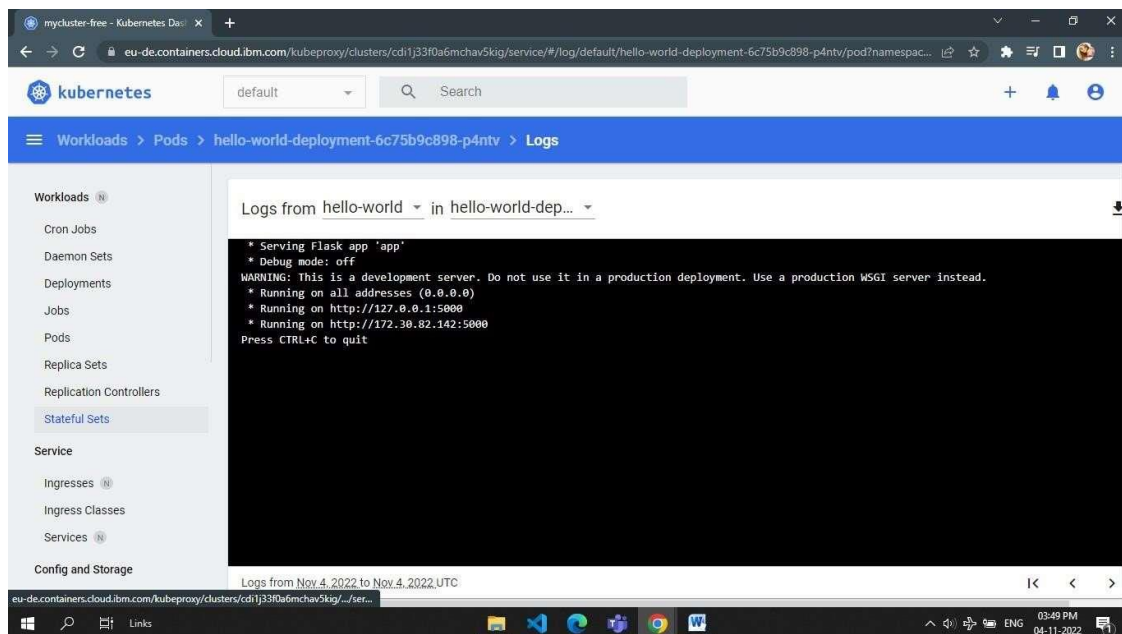 mycluster-free - Kubernetes Das
eu-de.containers.cloud.ibm.com/kubeproxy/clusters/cdi1j33f0a6mchav5kig/service/#/log/default/hello-world-deployment-6c75b9c898-p4ntv/pod?namespac...
kubernetes
default
Search
Workloads > Pods > hello-world-deployment-6c75b9c898-p4ntv > Logs
Workloads N
Cron Jobs
Daemon Sets
Deployments
Jobs
Pods
Replica Sets
Replication Controllers
Stateful Sets
Service
Ingresses N
Ingress Classes
Services N
Config and Storage
Logs from hello-world in hello-world-dep...
* Serving Flask app 'app'
* Debug mode: off
WARNING: This is a development server. Do not use it in a production deployment. Use a production WSGI server instead.
* Running on all addresses (0.0.0.0)
* Running on http://127.0.0.1:5000
* Running on http://172.30.82.142:5000
Press CTRL+C to quit
Logs from Nov 4, 2022 to Nov 4, 2022 UTC
eu-de.containers.cloud.ibm.com/kubeproxy/clusters/cdi1j33f0a6mchav5kig/.../ser...
Links
ENG
03:49 PM
04-11-2022
1